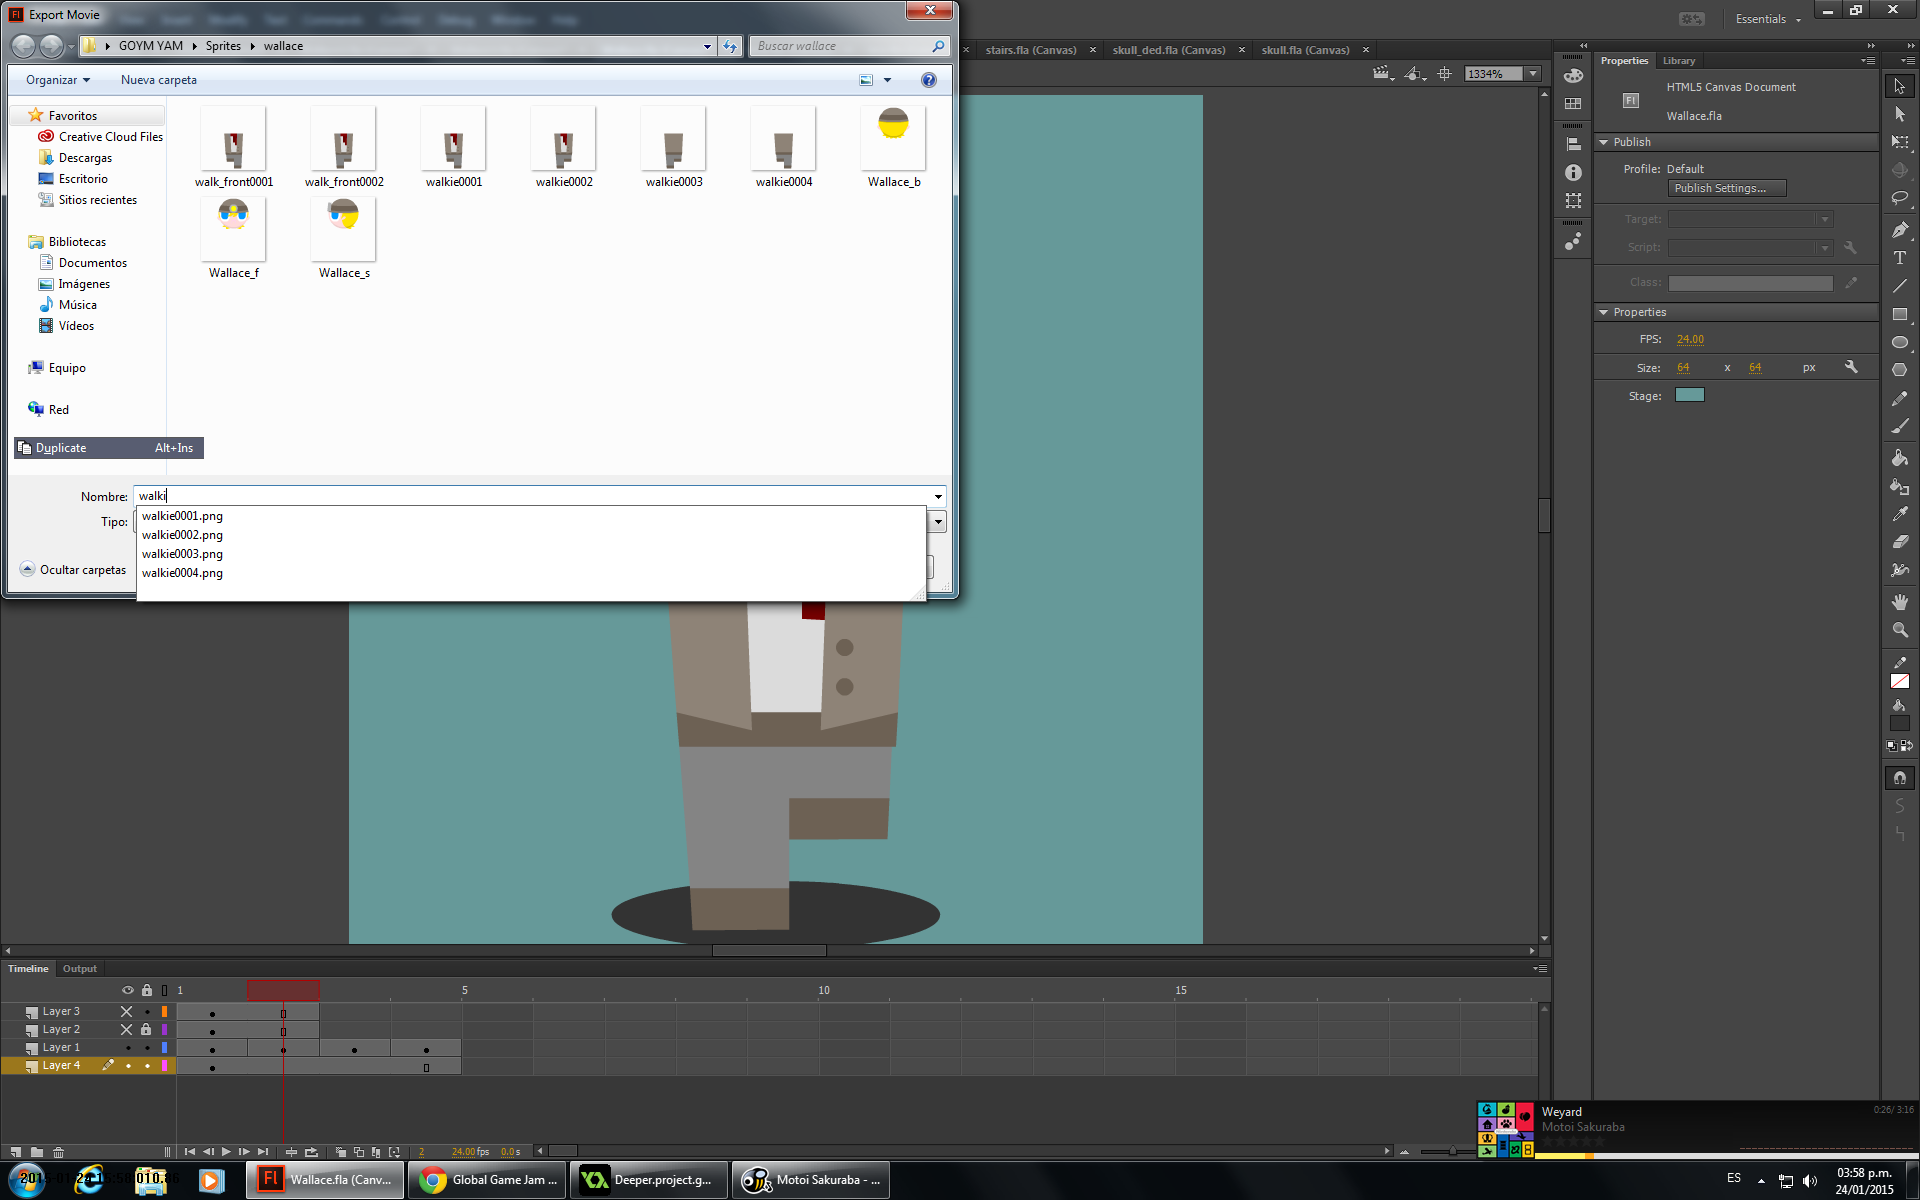 Export Movie
Essentials
GOYM YAM
Sprites
wallace
Buscar wallace
stairs.fla (Canvas)
skull_ded.fla (Canvas)
skull.fla (Canvas)
1334%
Organizar
Nueva carpeta
Favoritos
Creative Cloud Files
Descargas
Escritorio
Sitios recientes
Bibliotecas
Documentos
Imágenes
Música
Vídeos
Equipo
Red
walk_front0001
walk_front0002
walkie0001
walkie0002
walkie0003
walkie0004
Wallace_b
Wallace_f
Wallace_s
Duplicate Alt+Ins
Nombre: walki
Tipo:
walkie0001.png
walkie0002.png
walkie0003.png
walkie0004.png
Ocultar carpetas
Properties
Library
HTML5 Canvas Document
Fl
Wallace.fla
Publish
Profile: Default
Publish Settings...
Target:
Script:
Class:
Properties
FPS: 24.00
Size: 64 x 64 px
Stage:
Timeline
Output
1 5 10 15
Layer 3
Layer 2
Layer 1
Layer 4
2 24.00 fps 0.0 s
Weyard
Motoi Sakuraba
0:26/ 3:16
Wallace.fla (Canv...
Global Game Jam ...
Deeper.project.g...
Motoi Sakuraba - ...
ES
03:58 p.m.
24/01/2015